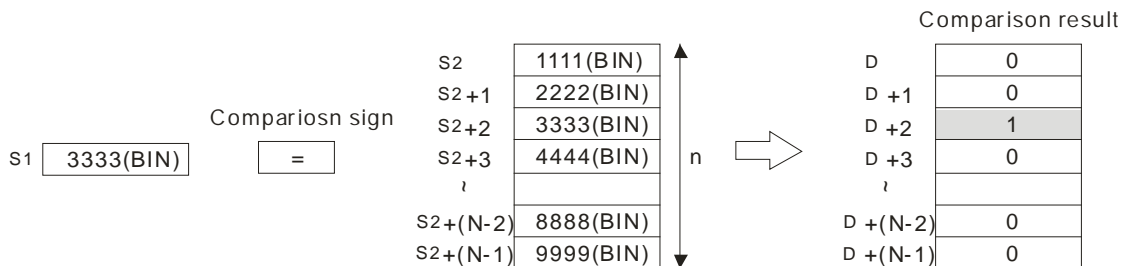 Comparison result
S2 1111(BIN) D 0
S2+1 2222(BIN) D +1 0
Compariosn sign S2+2 3333(BIN) D +2 1
S1 3333(BIN) = S2+3 4444(BIN) n D +3 0
~ ~
S2+(N-2) 8888(BIN) D +(N-2) 0
S2+(N-1) 9999(BIN) D +(N-1) 0